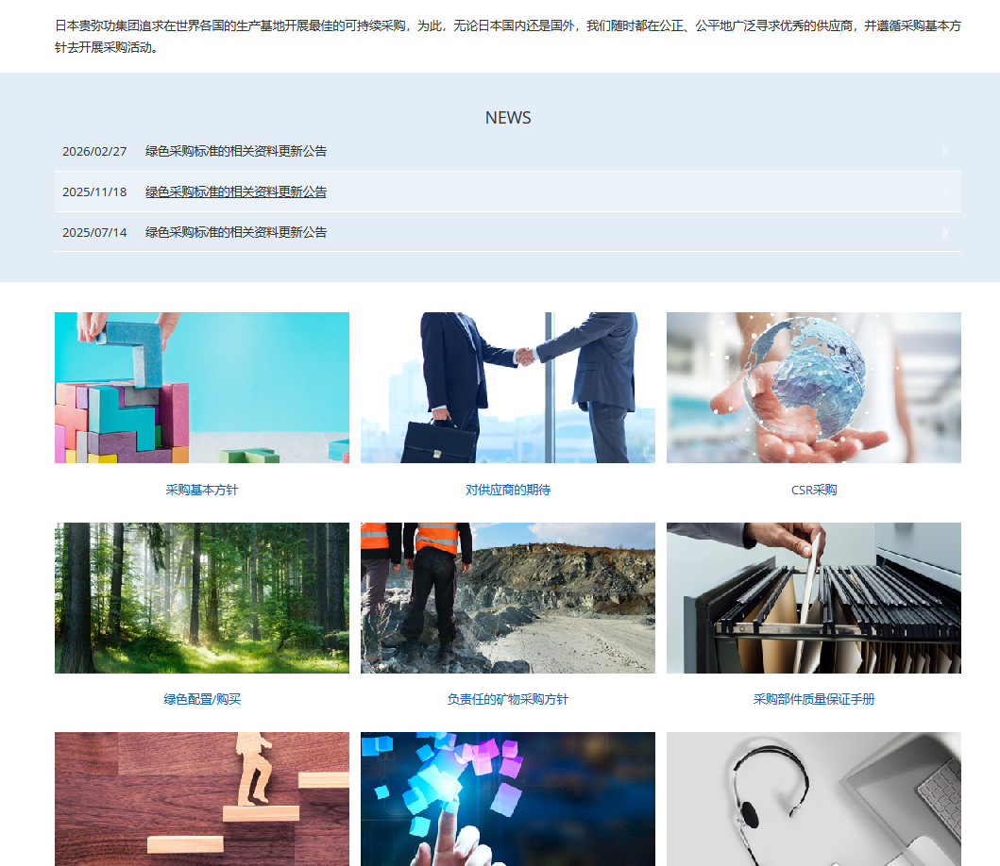 日本贵弥功集团追求在世界各国的生产基地开展最佳的可持续采购，为此，无论日本国内还是国外，我们随时都在公正、公平地广泛寻求优秀的供应商，并遵循采购基本方
针去开展采购活动。
NEWS
2026/02/27 绿色采购标准的相关资料更新公告
2025/11/18 绿色采购标准的相关资料更新公告
2025/07/14 绿色采购标准的相关资料更新公告
采购基本方针
对供应商的期待
CSR采购
绿色配置/购买
负责任的矿物采购方针
采购部件质量保证手册